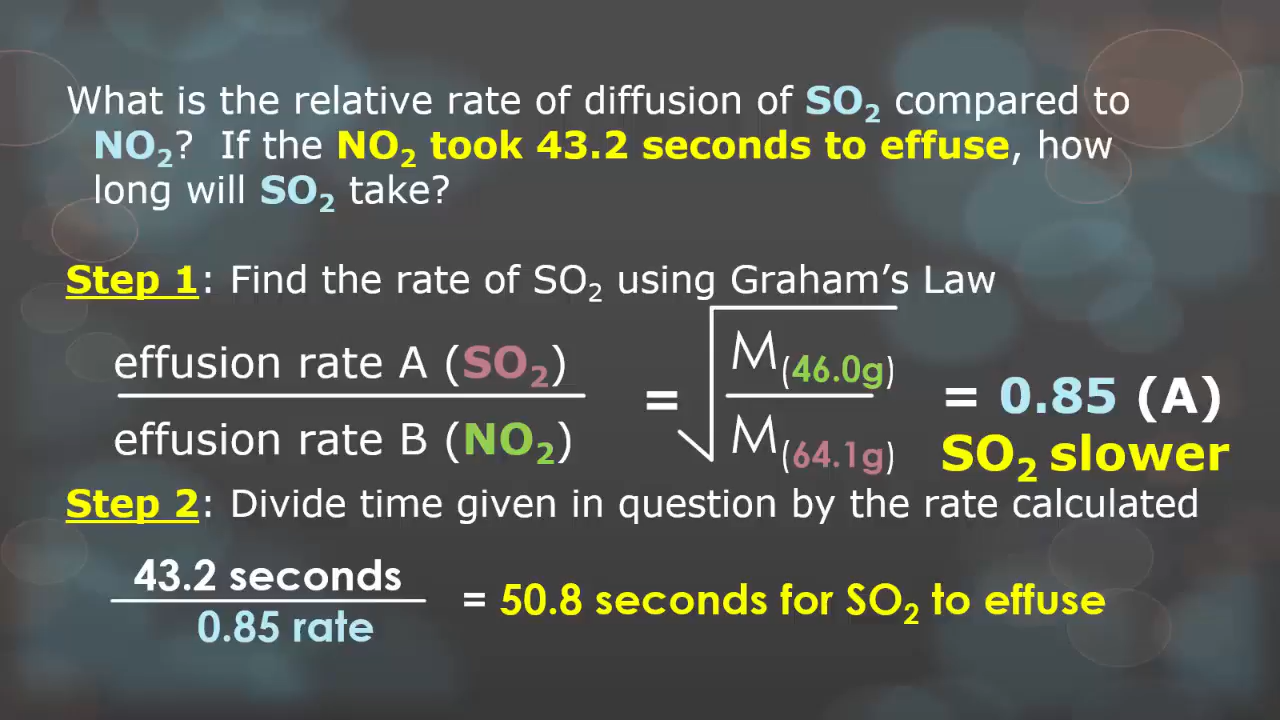 What is the relative rate of diffusion of SO₂ compared to
NO₂? If the NO₂ took 43.2 seconds to effuse, how
long will SO₂ take?
Step 1: Find the rate of SO₂ using Graham’s Law
effusion rate A (SO₂)
effusion rate B (NO₂)
= √
M(46.0g)
M(64.1g)
= 0.85 (A)
SO₂ slower
Step 2: Divide time given in question by the rate calculated
43.2 seconds
0.85 rate
= 50.8 seconds for SO₂ to effuse